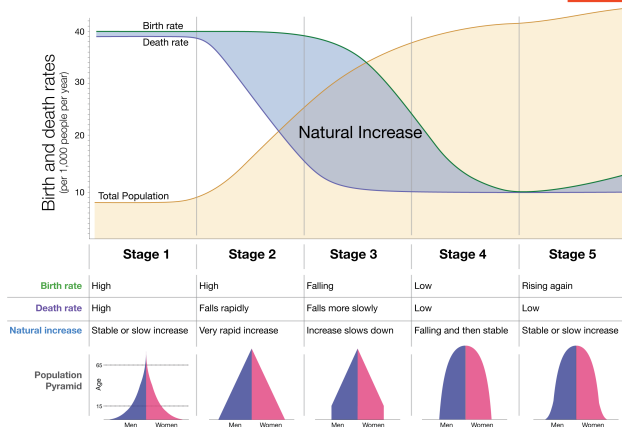 Birth and death rates
(per 1,000 people per year)
40
30
20
10
Birth rate
Death rate
Natural Increase
Total Population
Stage 1 Stage 2 Stage 3 Stage 4 Stage 5
Birth rate High High Falling Low Rising again
Death rate High Falls rapidly Falls more slowly Low Low
Natural increase Stable or slow increase Very rapid increase Increase slows down Falling and then stable Stable or slow increase
Population
Pyramid
65
Age
15
Men Women Men Women Men Women Men Women Men Women